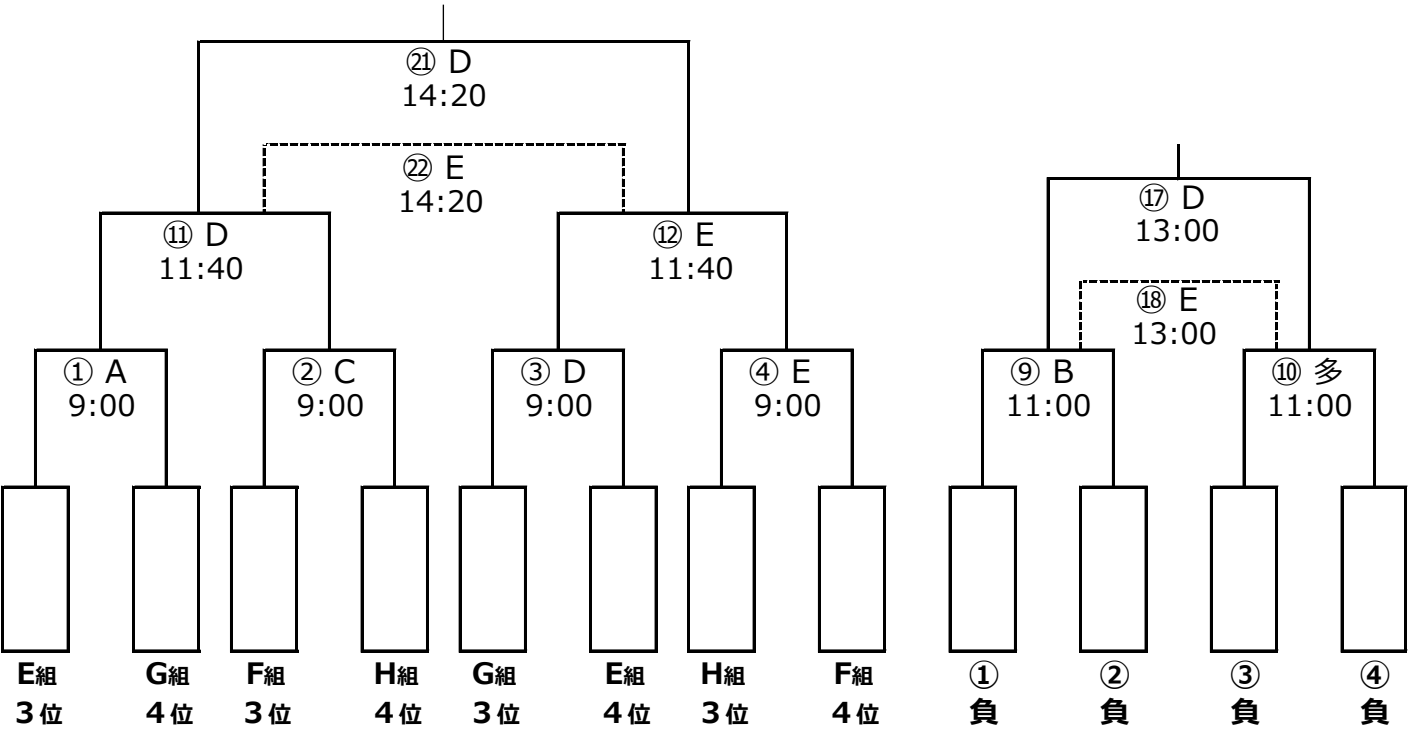 ㉑ D
14:20
㉒ E
14:20
⑰ D
13:00
⑪ D
11:40
⑫ E
11:40
⑱ E
13:00
① A
9:00
② C
9:00
③ D
9:00
④ E
9:00
⑨ B
11:00
⑩ 多
11:00
E組
3位
G組
4位
F組
3位
H組
4位
G組
3位
E組
4位
H組
3位
F組
4位
①
負
②
負
③
負
④
負